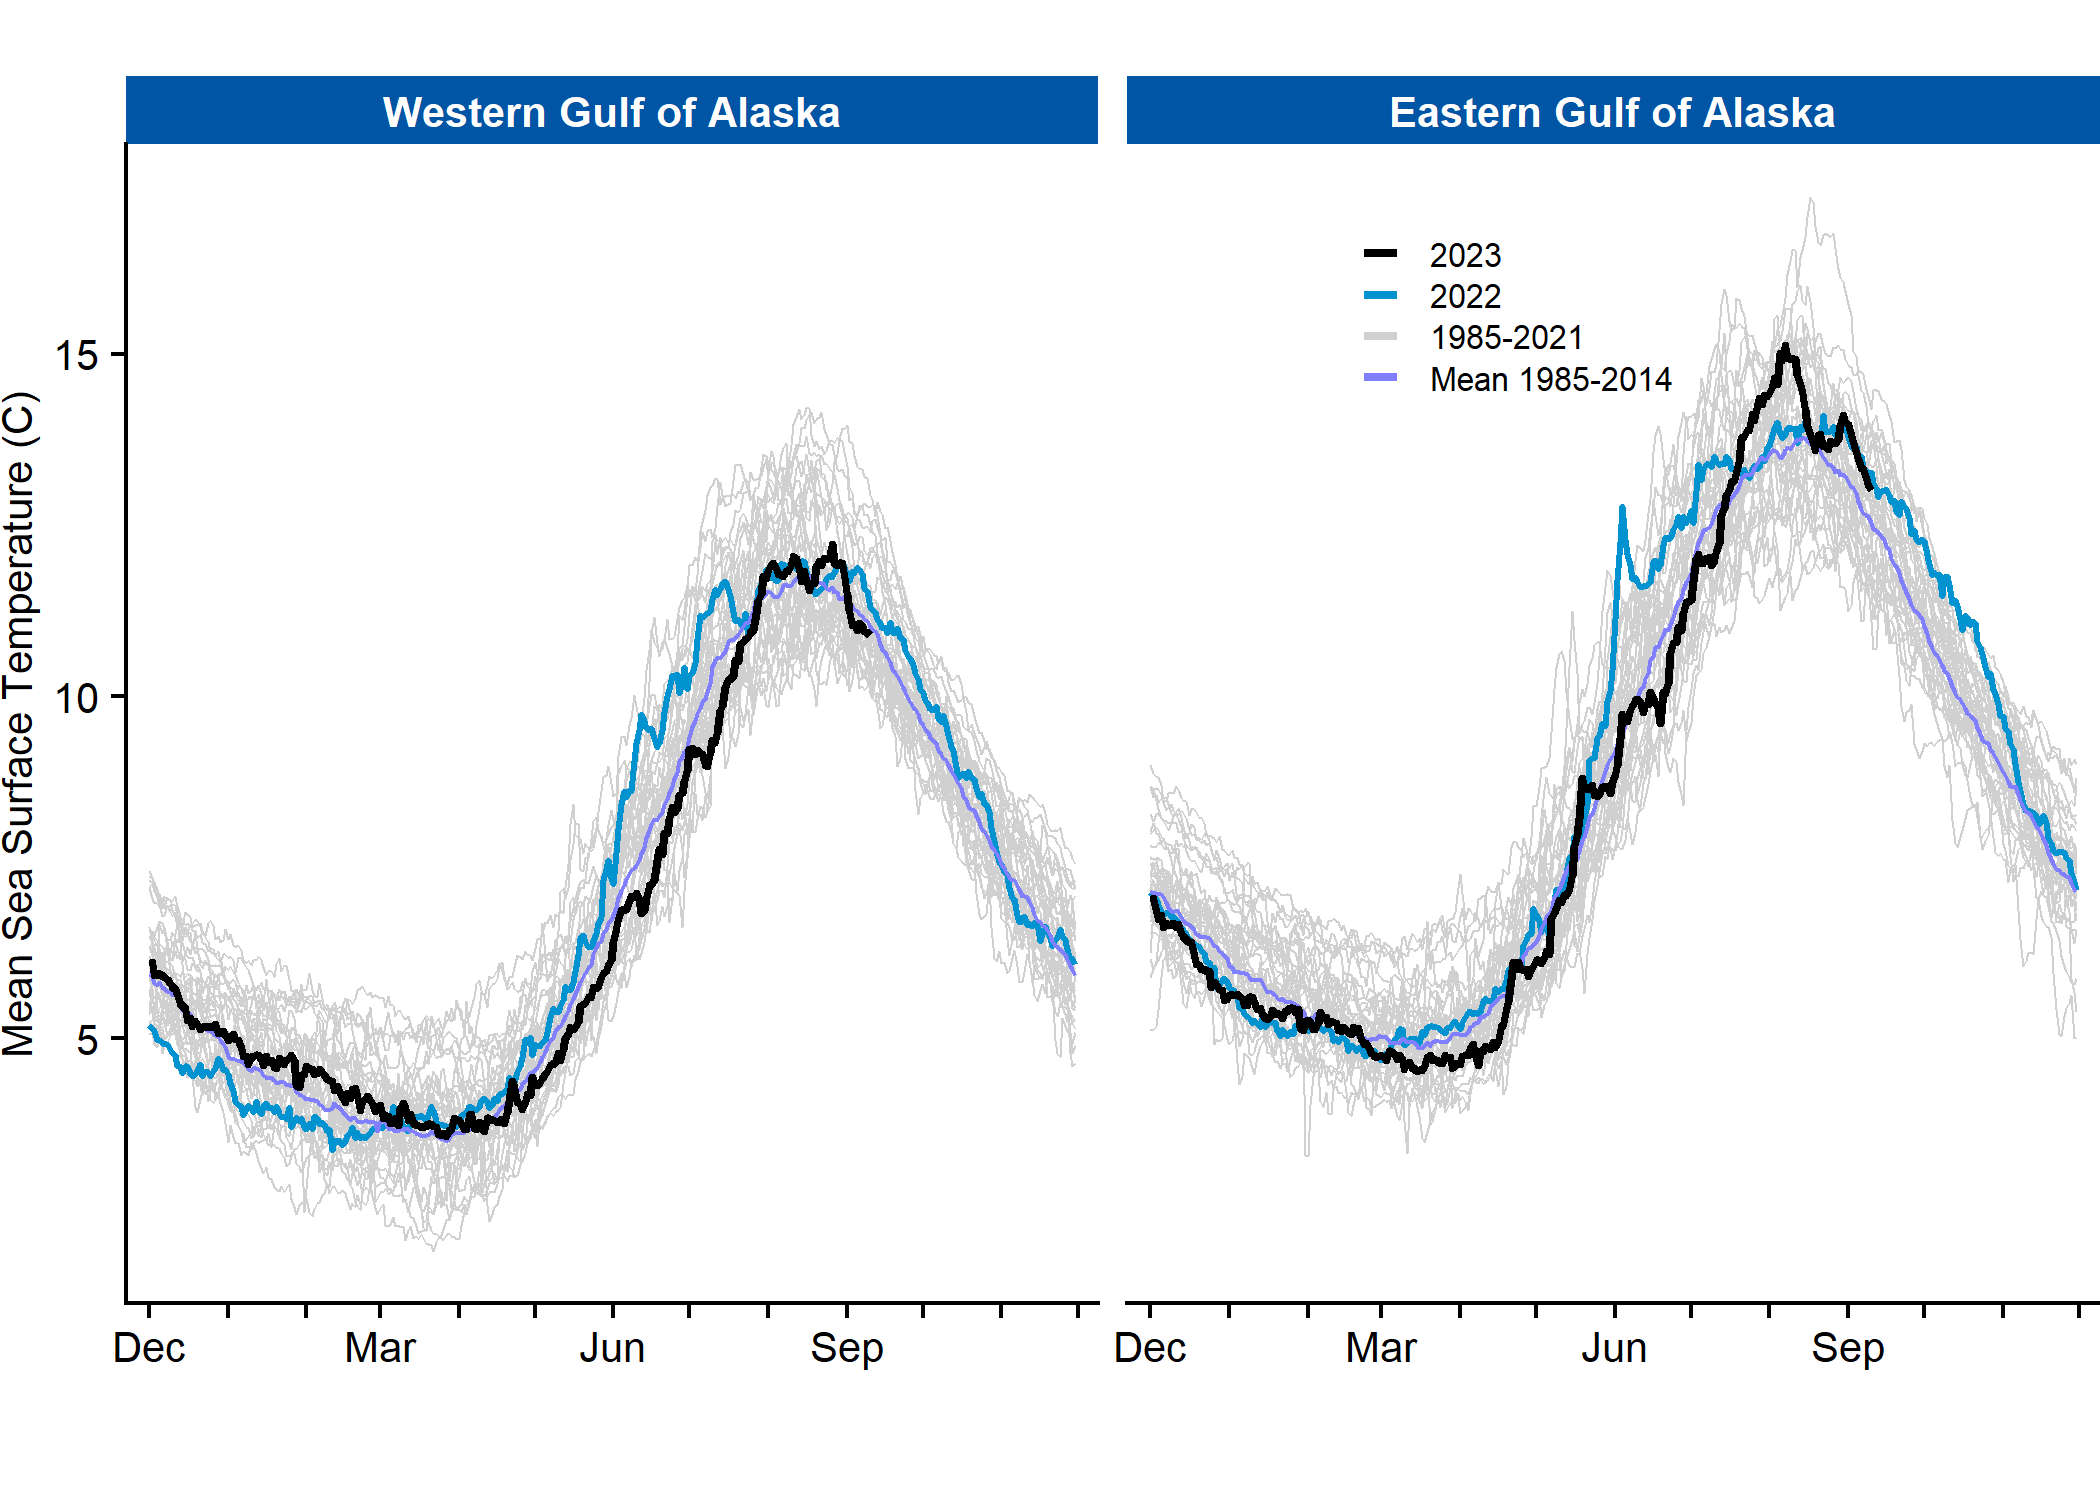 Western Gulf of Alaska
Eastern Gulf of Alaska
Mean Sea Surface Temperature (C)
15
10
5
2023
2022
1985-2021
Mean 1985-2014
Dec Mar Jun Sep
Dec Mar Jun Sep